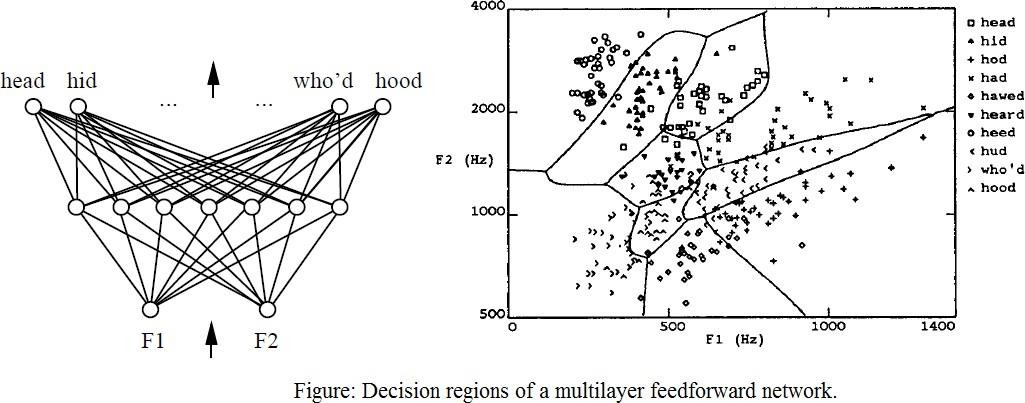 head hid ... ... who'd hood
F1 F2
4000
2000
F2 (Hz)
1000
500
0 500 1000 1400
F1 (Hz)
head
hid
hod
had
hawed
heard
heed
hud
who'd
hood
Figure: Decision regions of a multilayer feedforward network.